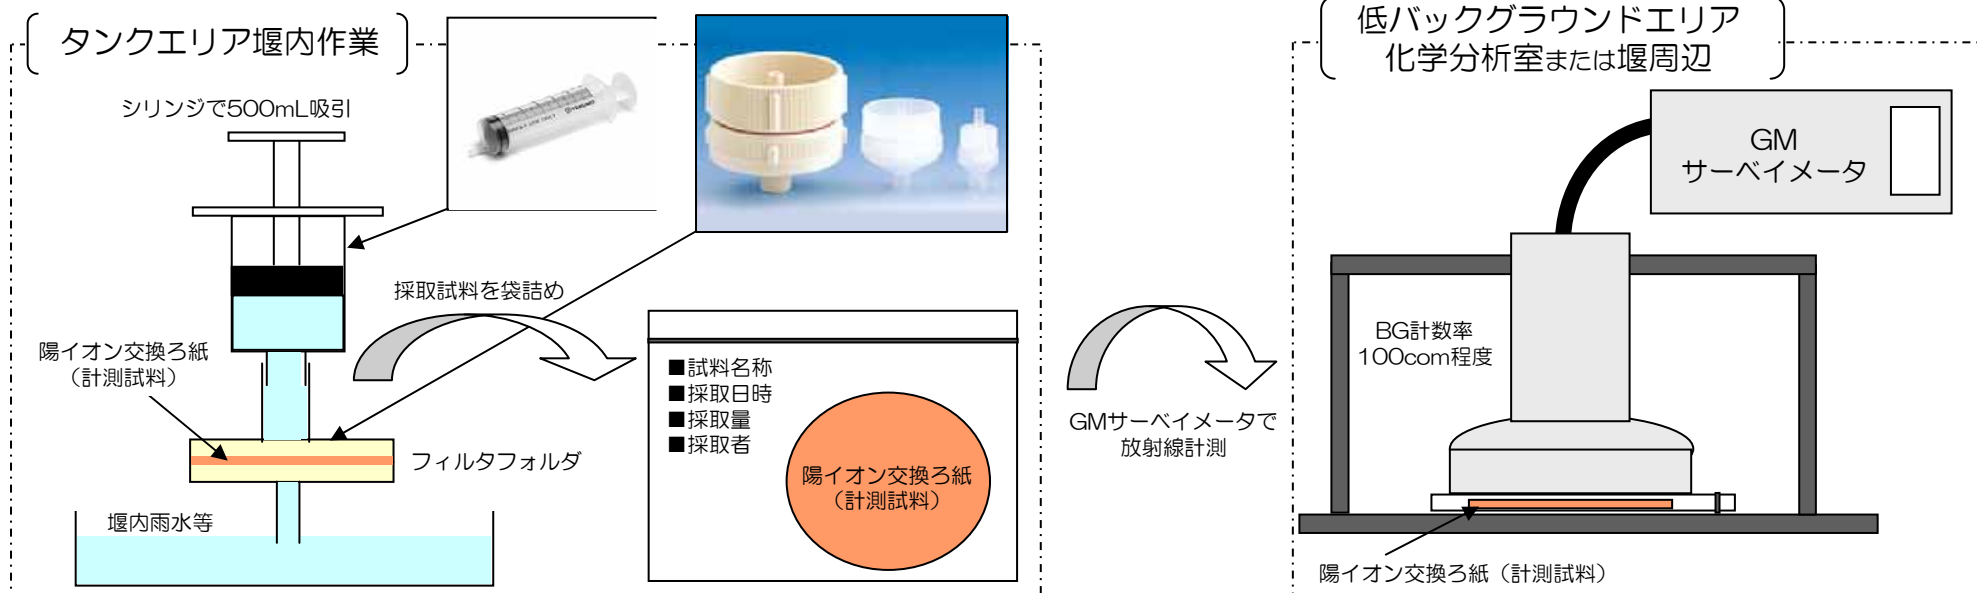 タンクエリア堰内作業
シリンジで500mL吸引
採取試料を袋詰め
陽イオン交換ろ紙
（計測試料）
フィルタフォルダ
堰内雨水等
■試料名称
■採取日時
■採取量
■採取者
陽イオン交換ろ紙
（計測試料）
GMサーベイメータで
放射線計測
低バックグラウンドエリア
化学分析室または堰周辺
GM
サーベイメータ
BG計数率
100com程度
陽イオン交換ろ紙（計測試料）